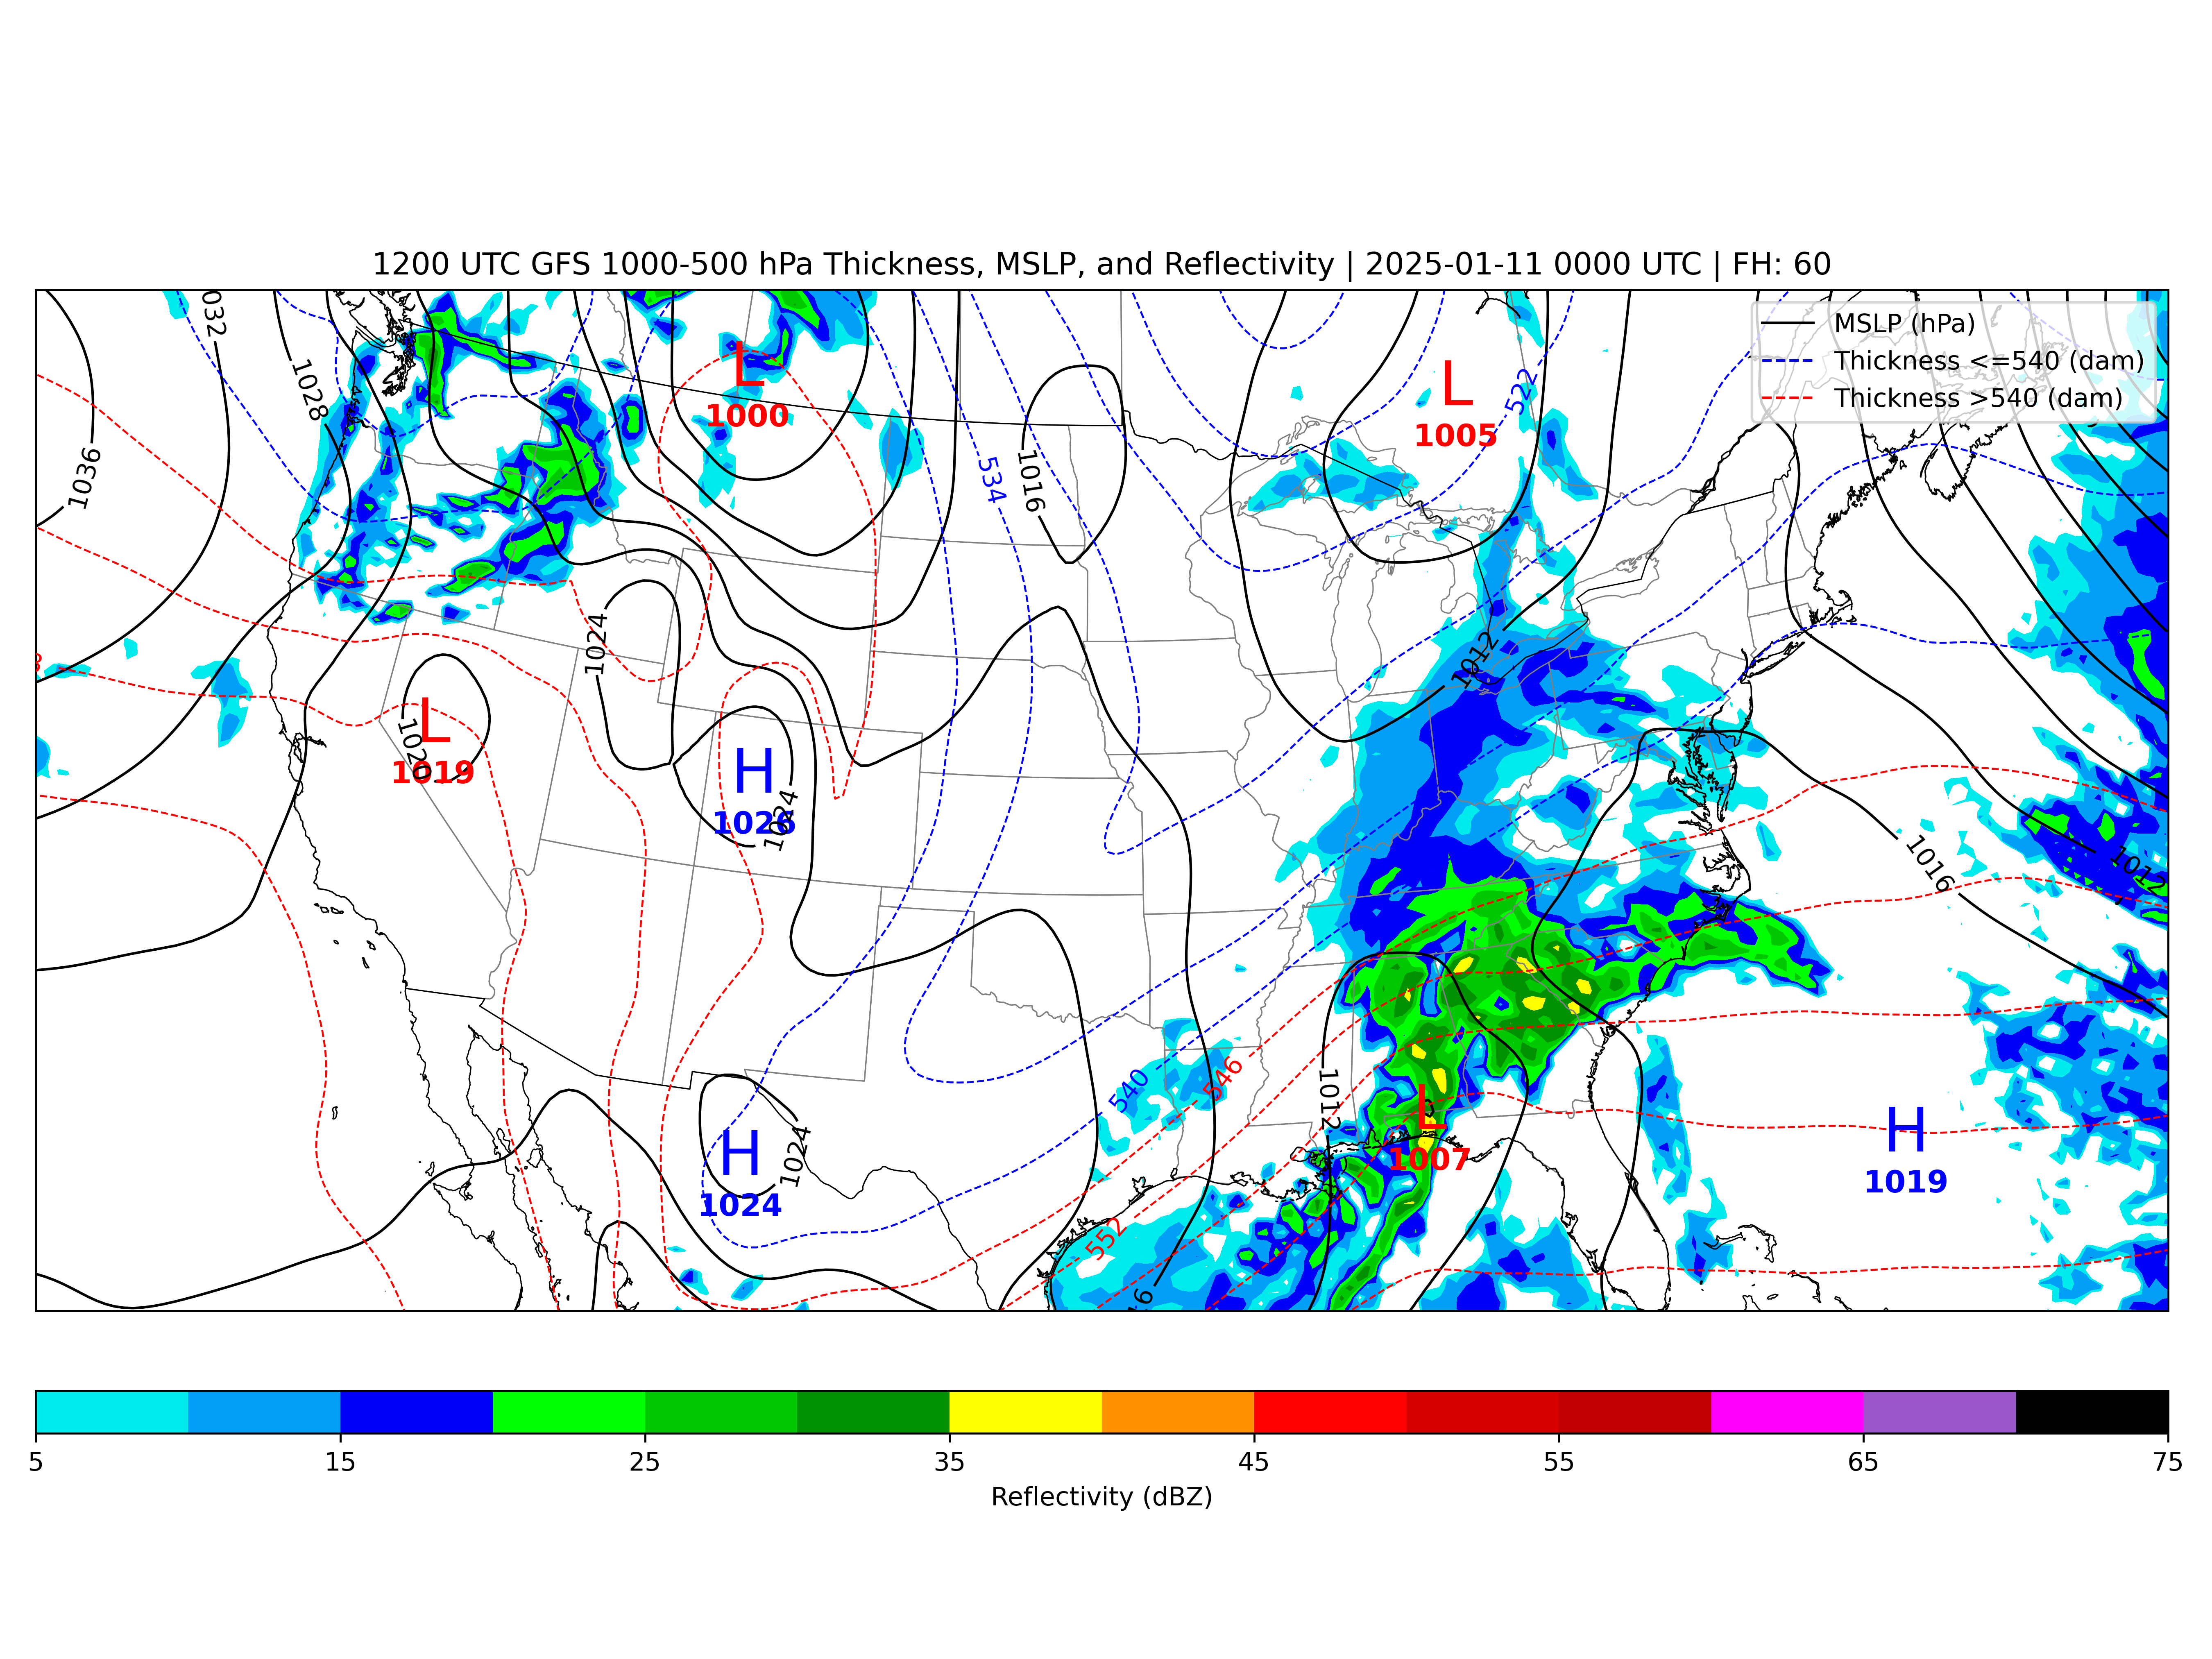 1200 UTC GFS 1000-500 hPa Thickness, MSLP, and Reflectivity | 2025-01-11 0000 UTC | FH: 60
MSLP (hPa)
Thickness <=540 (dam)
Thickness >540 (dam)
1032
1028
1036
L
1000
534
1016
L
1005
522
1024
1012
L
1020
1019
H
1026
1024
1016
1012
540
546
1012
L
1007
H
1019
H
1024
1024
552
5
15
25
35
45
55
65
75
Reflectivity (dBZ)